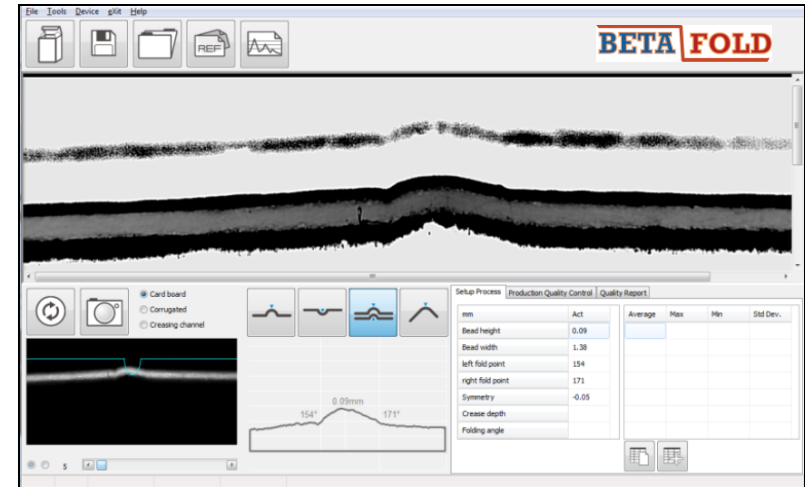 File Tools Device eXit Help
REF
BETA FOLD
Card board
Corrugated
Creasing channel
Setup Process Production Quality Control Quality Report
mm Act Average Max Min Std Dev.
Bead height 0.09
Bead width 1.38
left fold point 154
right fold point 171
Symmetry -0.05
Crease depth
Folding angle
0.09mm
154° 171°
s